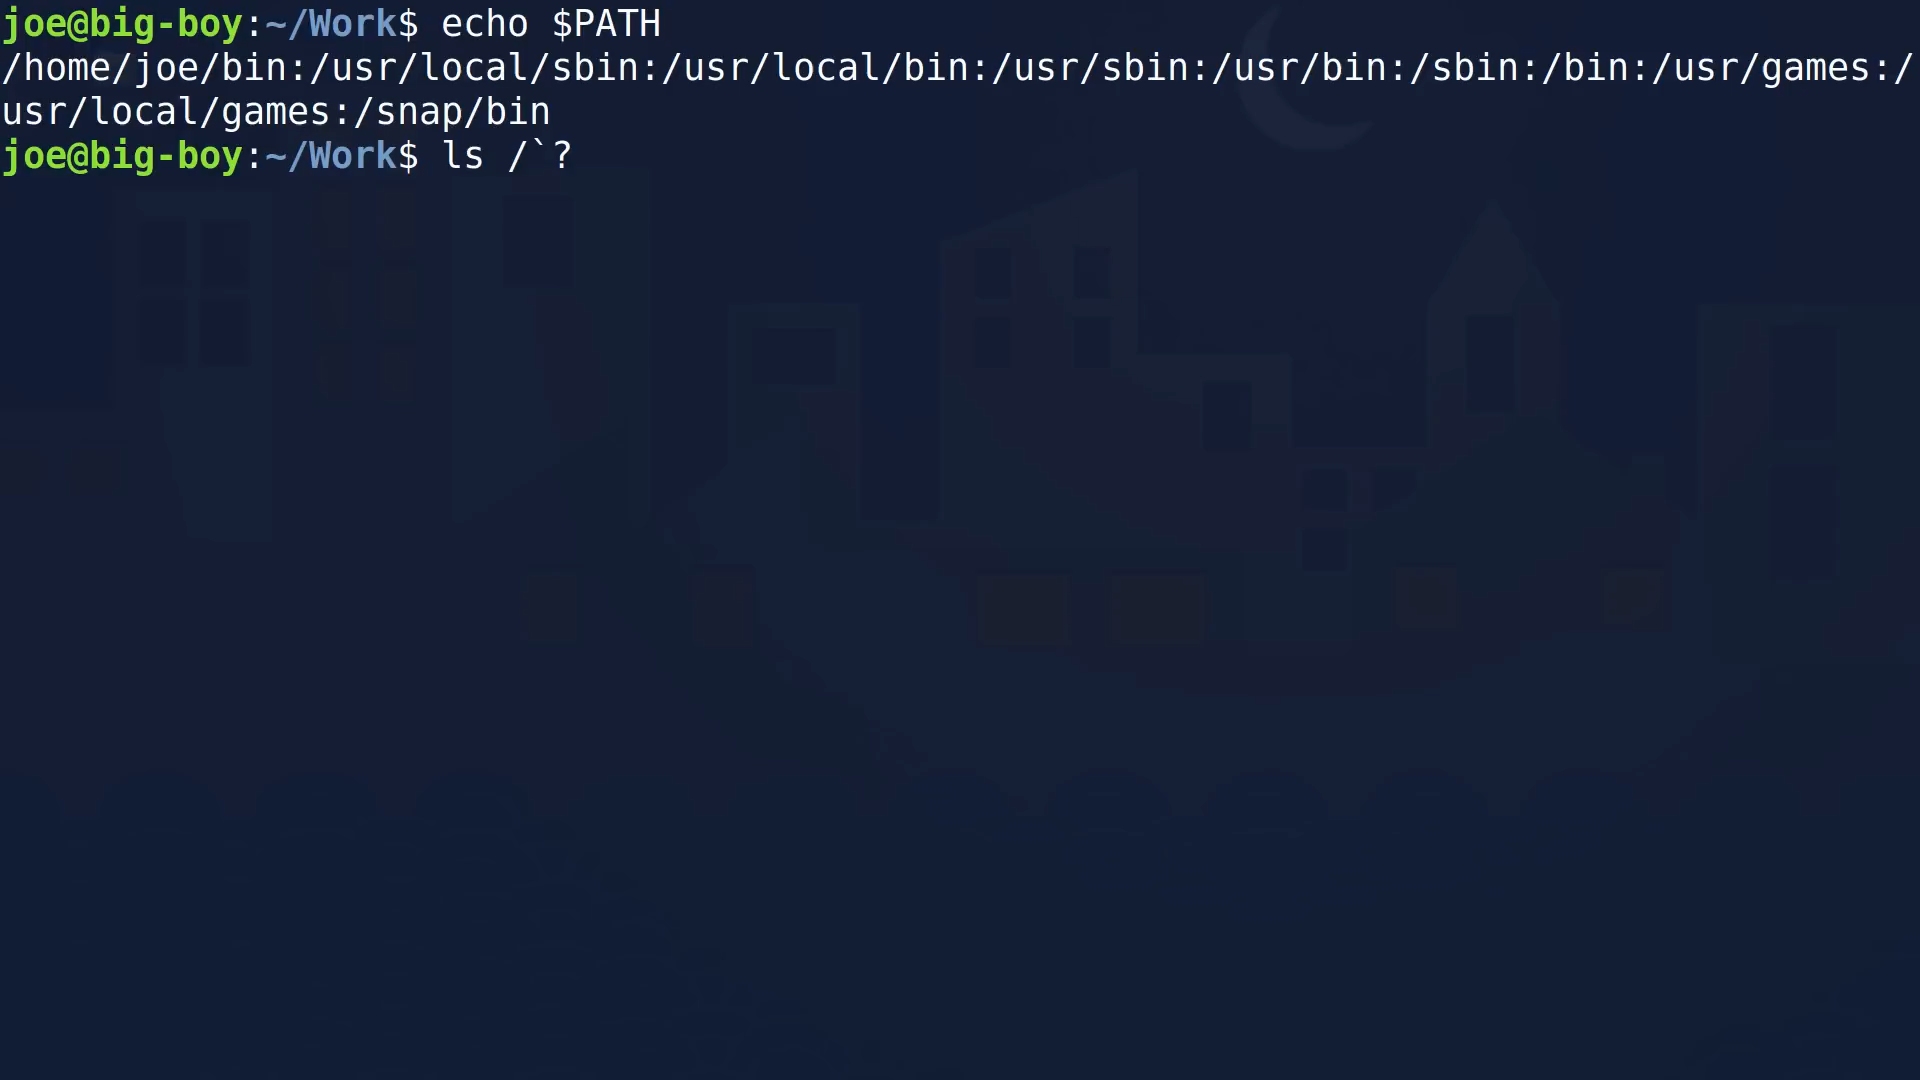 joe@big-boy:~/Work$ echo $PATH
/home/joe/bin:/usr/local/sbin:/usr/local/bin:/usr/sbin:/usr/bin:/sbin:/bin:/usr/games:/
usr/local/games:/snap/bin
joe@big-boy:~/Work$ ls /`?